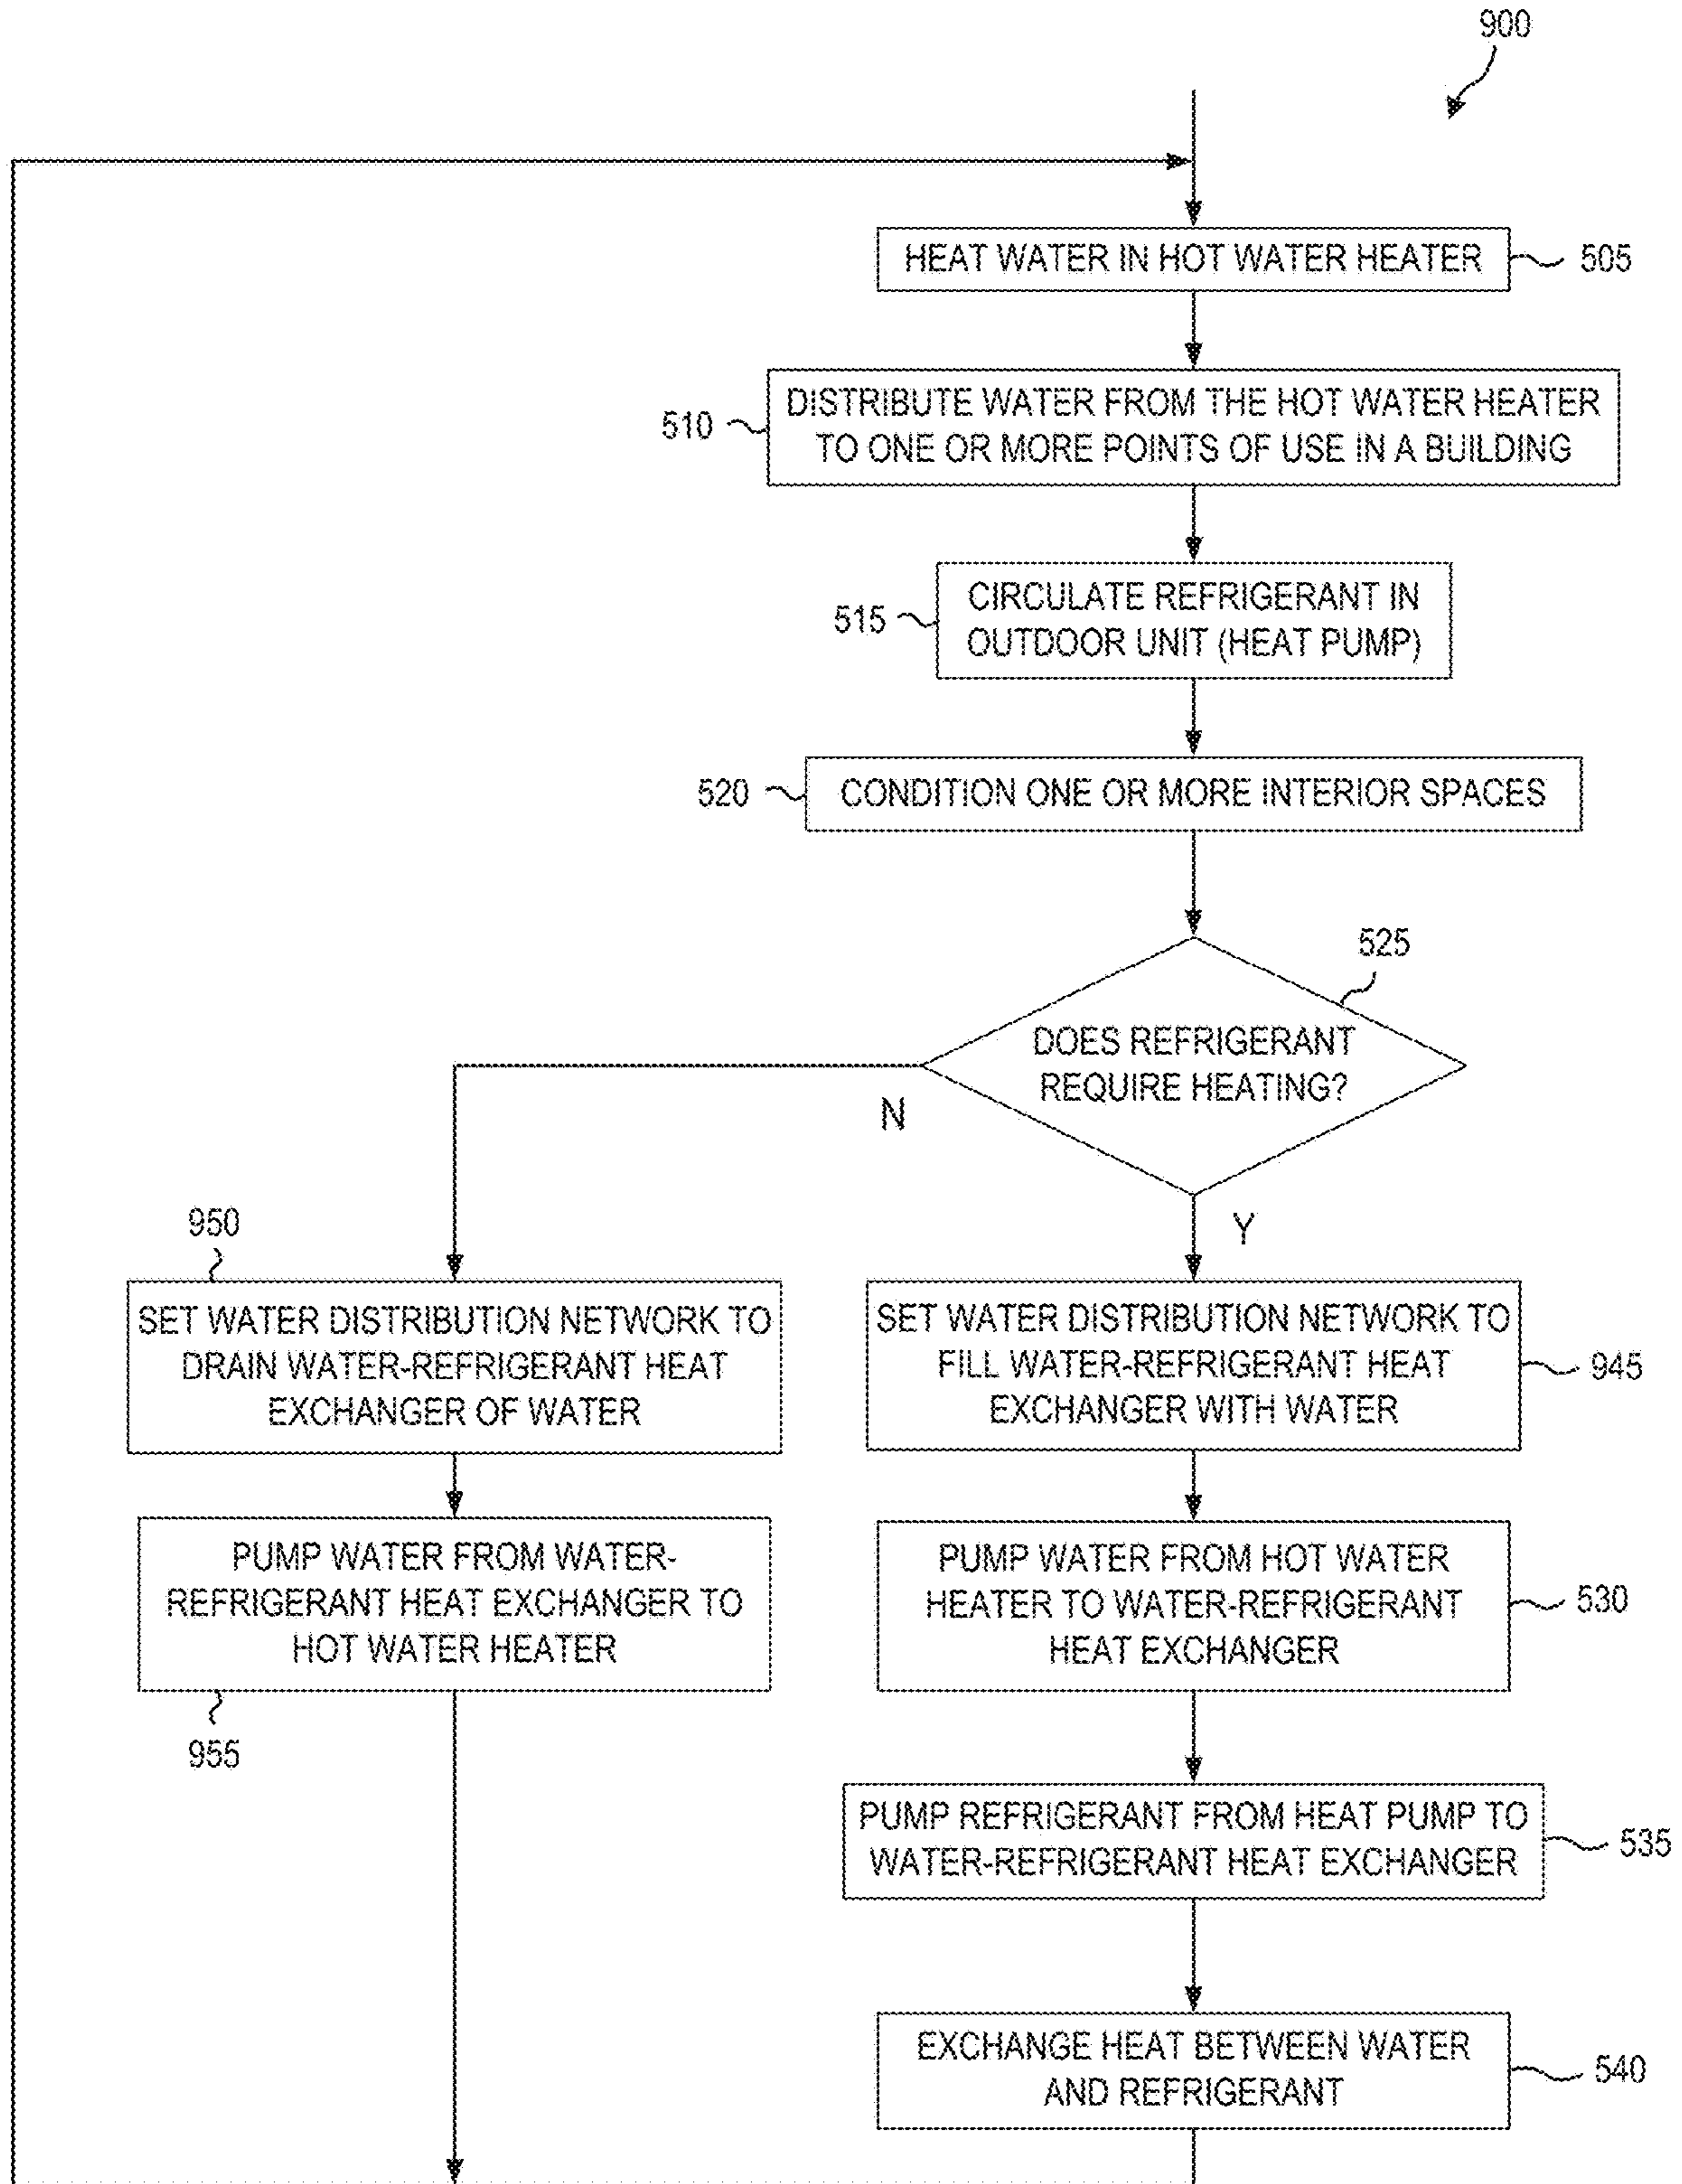 900
HEAT WATER IN HOT WATER HEATER
505
510
DISTRIBUTE WATER FROM THE HOT WATER HEATER
TO ONE OR MORE POINTS OF USE IN A BUILDING
515
CIRCULATE REFRIGERANT IN
OUTDOOR UNIT (HEAT PUMP)
520
CONDITION ONE OR MORE INTERIOR SPACES
525
DOES REFRIGERANT
REQUIRE HEATING?
N
Y
950
SET WATER DISTRIBUTION NETWORK TO
DRAIN WATER-REFRIGERANT HEAT
EXCHANGER OF WATER
SET WATER DISTRIBUTION NETWORK TO
FILL WATER-REFRIGERANT HEAT
EXCHANGER WITH WATER
945
PUMP WATER FROM WATER-
REFRIGERANT HEAT EXCHANGER TO
HOT WATER HEATER
955
PUMP WATER FROM HOT WATER
HEATER TO WATER-REFRIGERANT
HEAT EXCHANGER
530
PUMP REFRIGERANT FROM HEAT PUMP TO
WATER-REFRIGERANT HEAT EXCHANGER
535
EXCHANGE HEAT BETWEEN WATER
AND REFRIGERANT
540